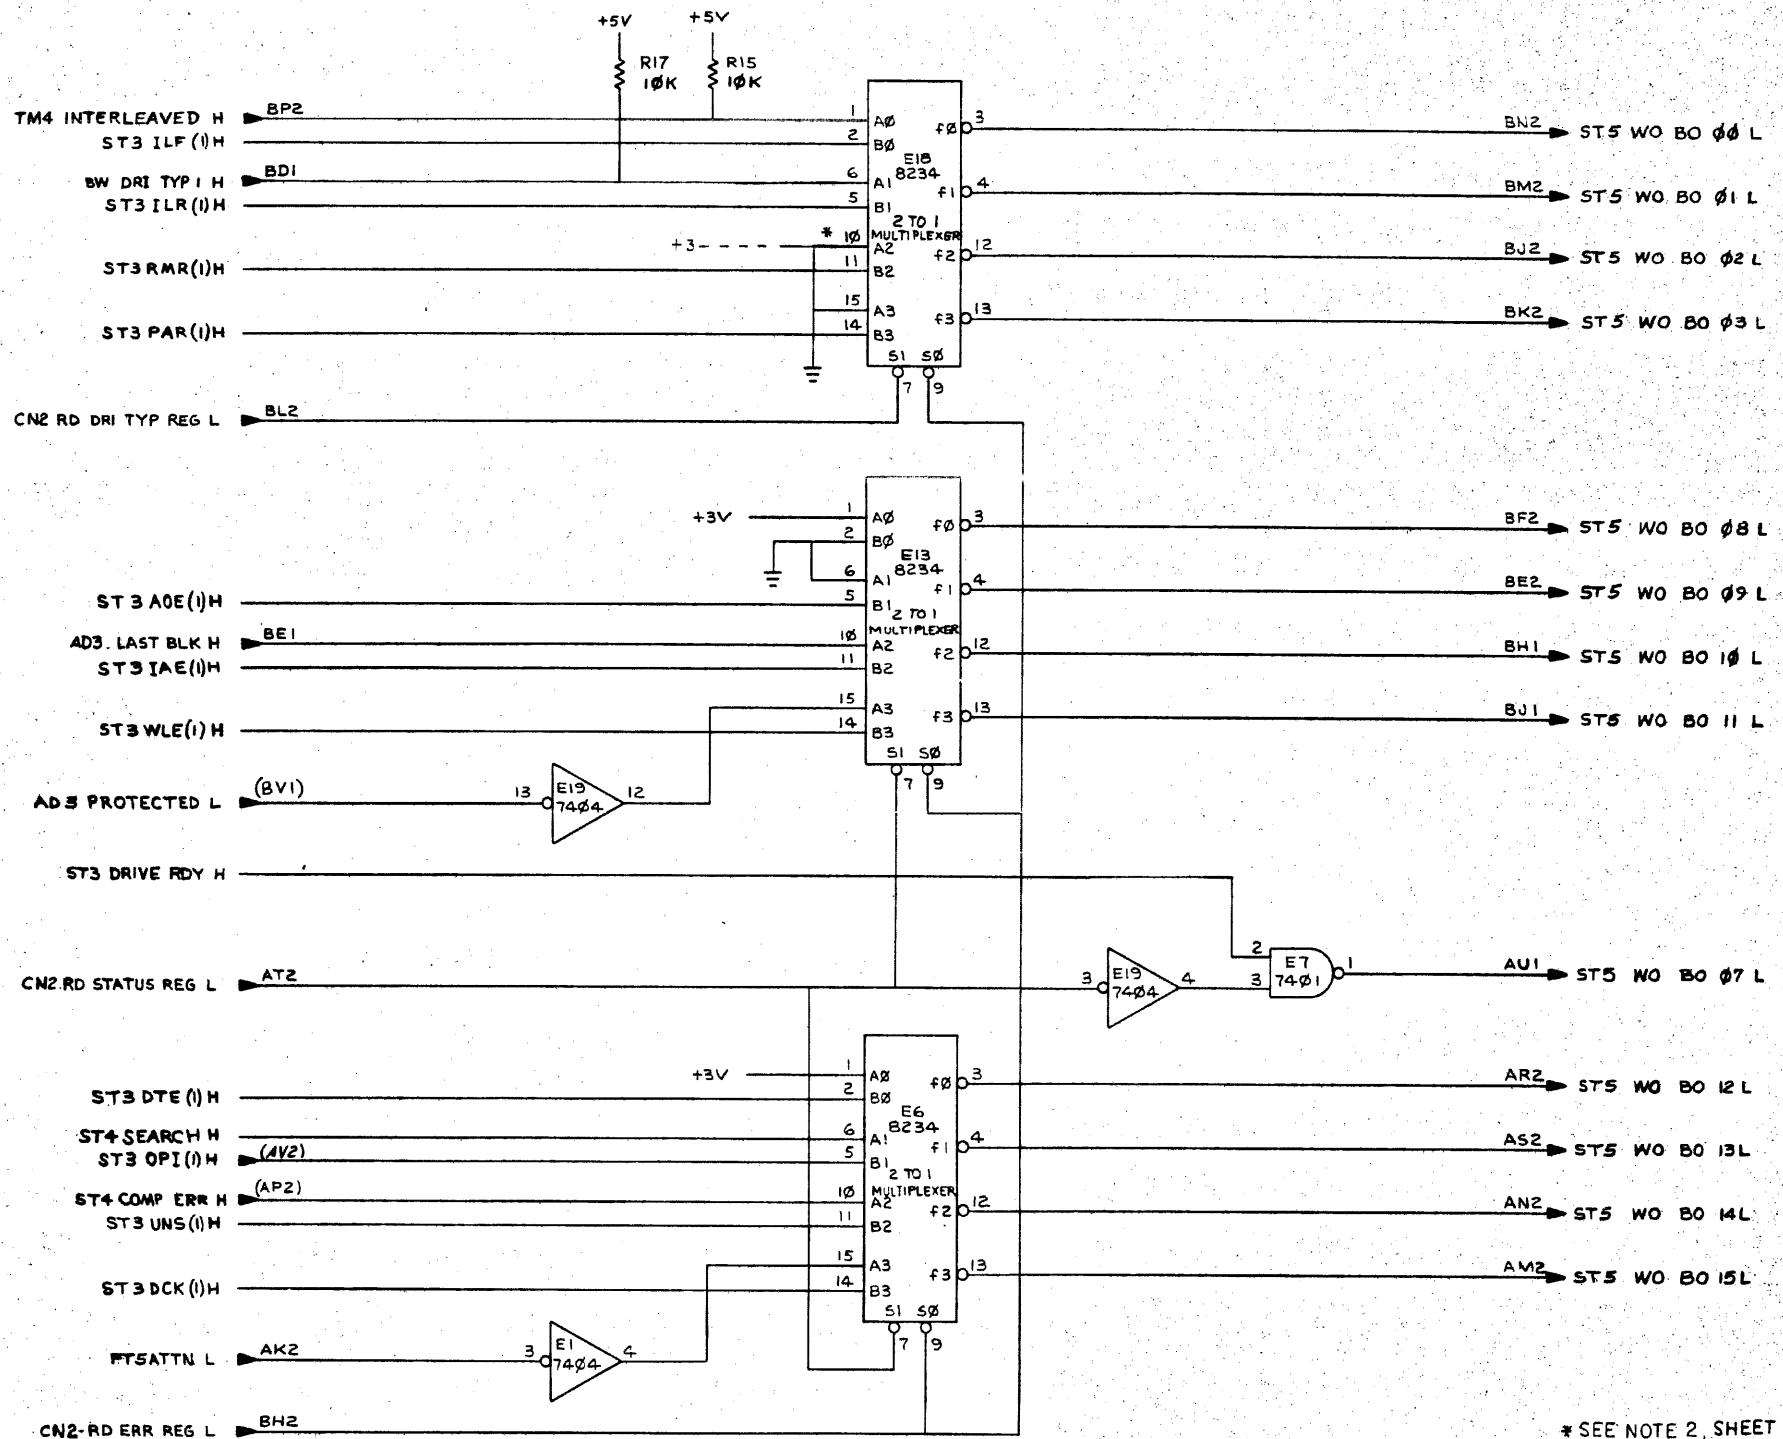 +5V +5V
R17 R15
10K 10K
TM4 INTERLEAVED H BP2 1 A0 f0 3 BN2 ST5 WO BO 00 L
ST3 ILF(1)H 2 B0
E18
8234
BW DRI TYP 1 H BD1 6 A1 f1 4 BM2 ST5 WO BO 01 L
ST3 ILR(1)H 5 B1
2 TO 1
MULTIPLEXER
+3 * 10 A2 f2 12 BJ2 ST5 WO BO 02 L
ST3 RMR(1)H 11 B2
15 A3 f3 13 BK2 ST5 WO BO 03 L
ST3 PAR(1)H 14 B3
S1 S0
7 9
CN2 RD DRI TYP REG L BL2
+3V 1 A0 f0 3 BF2 ST5 WO BO 08 L
2 B0
E13
8234
6 A1 f1 4 BE2 ST5 WO BO 09 L
ST3 AOE(1)H 5 B1
2 TO 1
MULTIPLEXER
AD3. LAST BLK H BE1 10 A2 f2 12 BH1 ST5 WO BO 10 L
ST3 IAE(1)H 11 B2
15 A3 f3 13 BJ1 ST5 WO BO 11 L
ST3 WLE(1) H 14 B3
S1 S0
7 9
AD3 PROTECTED L (BV1) 13 E19 7404 12
ST3 DRIVE RDY H
CN2.RD STATUS REG L AT2 3 E19 7404 4 2 3 E7 7401 1 AU1 ST5 WO BO 07 L
+3V 1 A0 f0 3 AR2 ST5 WO BO 12 L
ST3 DTE(1)H 2 B0
E6
8234
ST4 SEARCH H 6 A1 f1 4 AS2 ST5 WO BO 13L
ST3 OPI(1)H (AV2) 5 B1
2 TO 1
MULTIPLEXER
ST4 COMP ERR H (AP2) 10 A2 f2 12 AN2 ST5 WO BO 14L
ST3 UNS(1)H 11 B2
15 A3 f3 13 AM2 ST5 WO BO 15L
ST3 DCK(1)H 14 B3
S1 S0
7 9
FT5ATTN L AK2 3 E1 7404 4
CN2-RD ERR REG L BH2
* SEE NOTE 2, SHEET